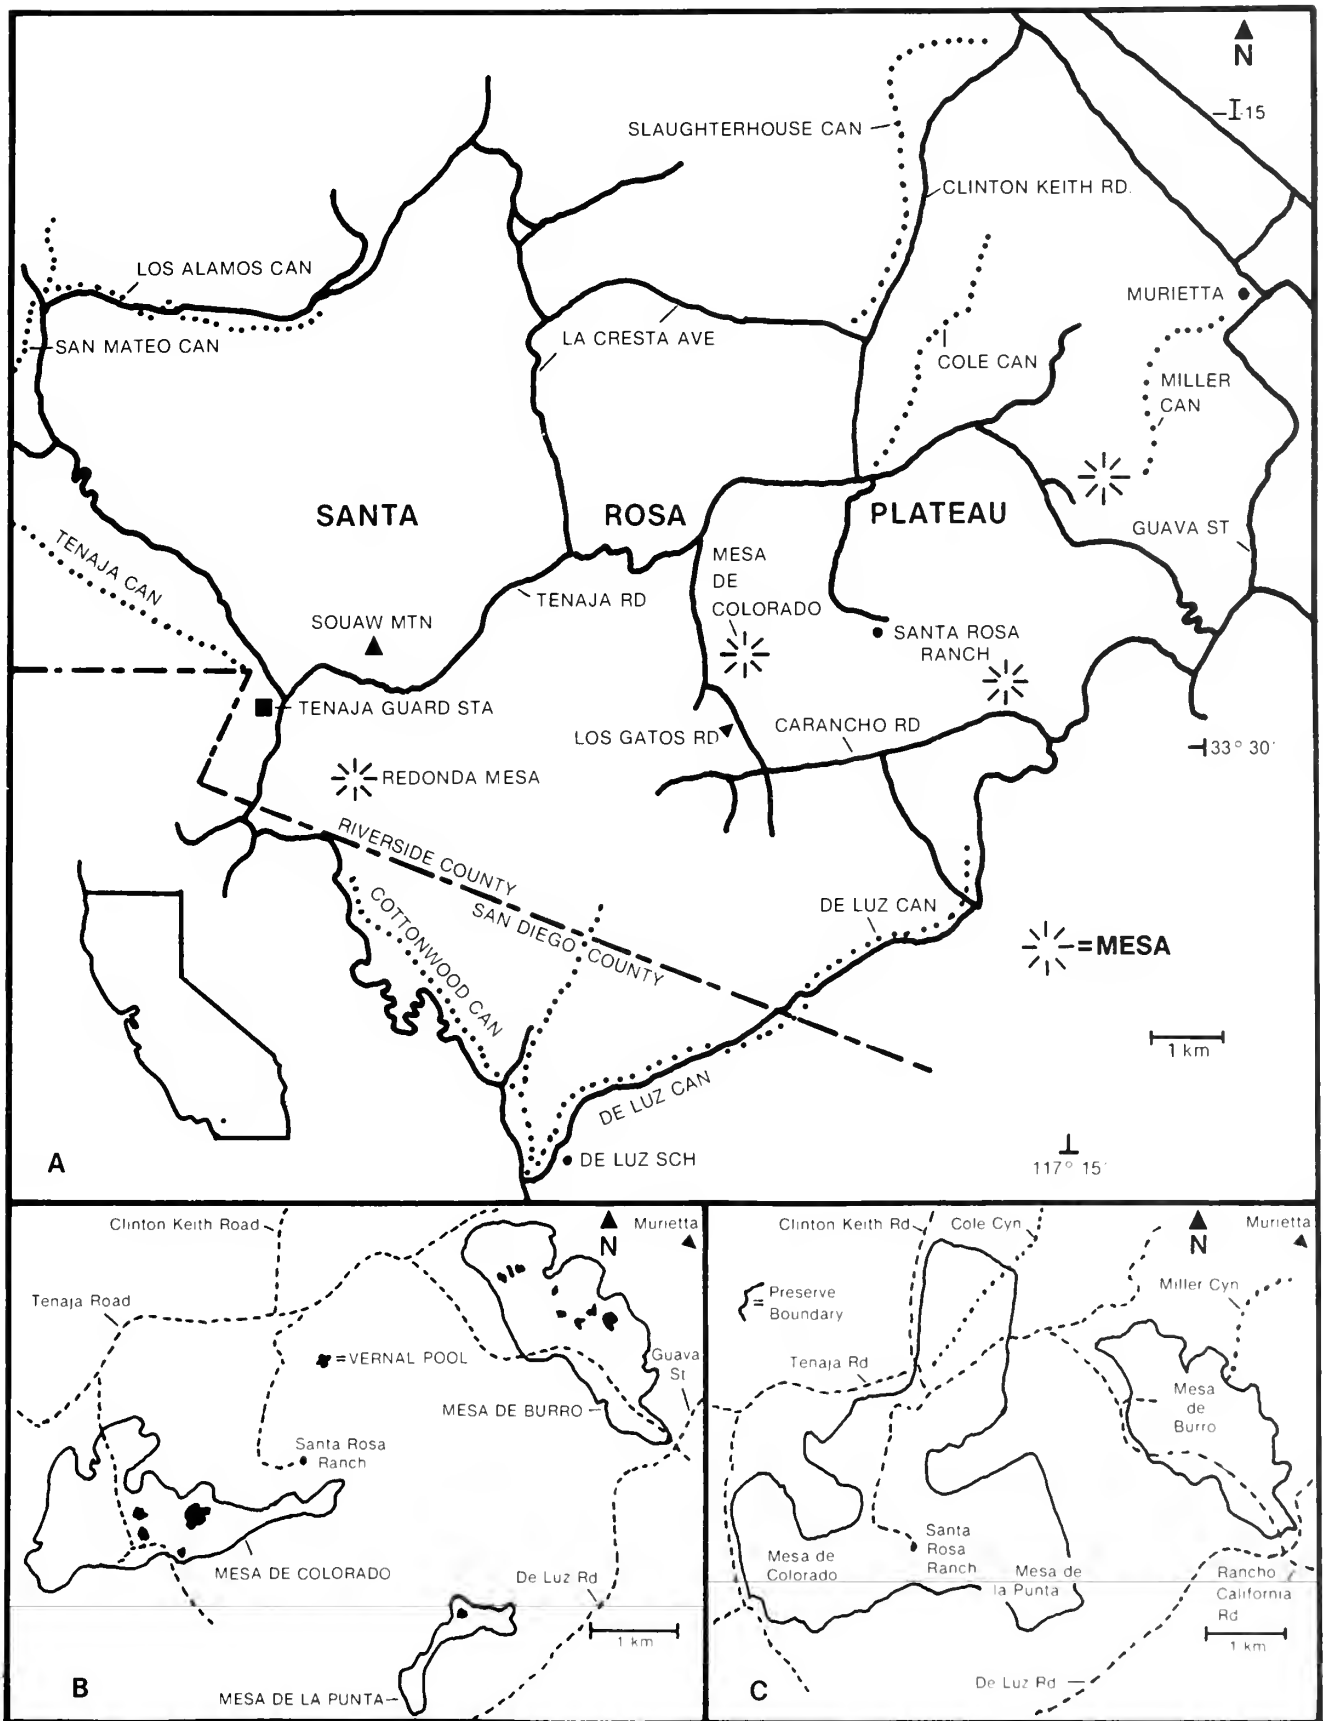 N
I-15
SLAUGHTERHOUSE CAN
CLINTON KEITH RD.
LOS ALAMOS CAN
MURIETTA
SAN MATEO CAN
LA CRESTA AVE
COLE CAN
MILLER
CAN
SANTA
ROSA
PLATEAU
GUAVA ST
TENAJA CAN
MESA
DE
COLORADO
TENAJA RD
SOUAW MTN
SANTA ROSA
RANCH
TENAJA GUARD STA
LOS GATOS RD
CARANCHO RD
33° 30'
REDONDA MESA
RIVERSIDE COUNTY
SAN DIEGO COUNTY
COTTONWOOD CAN
DE LUZ CAN
=MESA
1 km
DE LUZ CAN
A
DE LUZ SCH
117° 15'
Clinton Keith Road
N
Murietta
Tenaja Road
=VERNAL POOL
Guava
St
MESA DE BURRO
Santa Rosa
Ranch
MESA DE COLORADO
De Luz Rd
1 km
B
MESA DE LA PUNTA
Clinton Keith Rd
Cole Cyn
N
Murietta
Miller Cyn
= Preserve
Boundary
Tenaja Rd
Mesa
de
Burro
Santa
Rosa
Ranch
Mesa de
Colorado
Mesa de
la Punta
Rancho
California
Rd
1 km
De Luz Rd
C